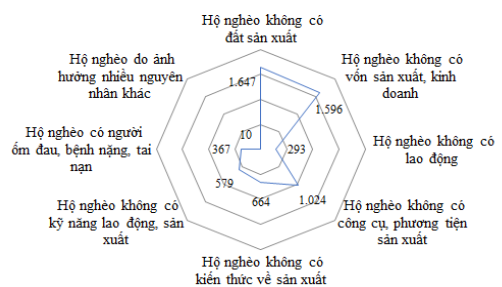 Hộ nghèo không có
đất sản xuất
Hộ nghèo không có
vốn sản xuất, kinh
doanh
Hộ nghèo không có
lao động
Hộ nghèo không có
công cụ, phương tiện
sản xuất
Hộ nghèo không có
kiến thức về sản xuất
Hộ nghèo không có
kỹ năng lao động, sản
xuất
Hộ nghèo có người
ốm đau, bệnh nặng, tai
nạn
Hộ nghèo do ảnh
hưởng nhiều nguyên
nhân khác
1.647
1.596
293
1.024
664
579
367
10